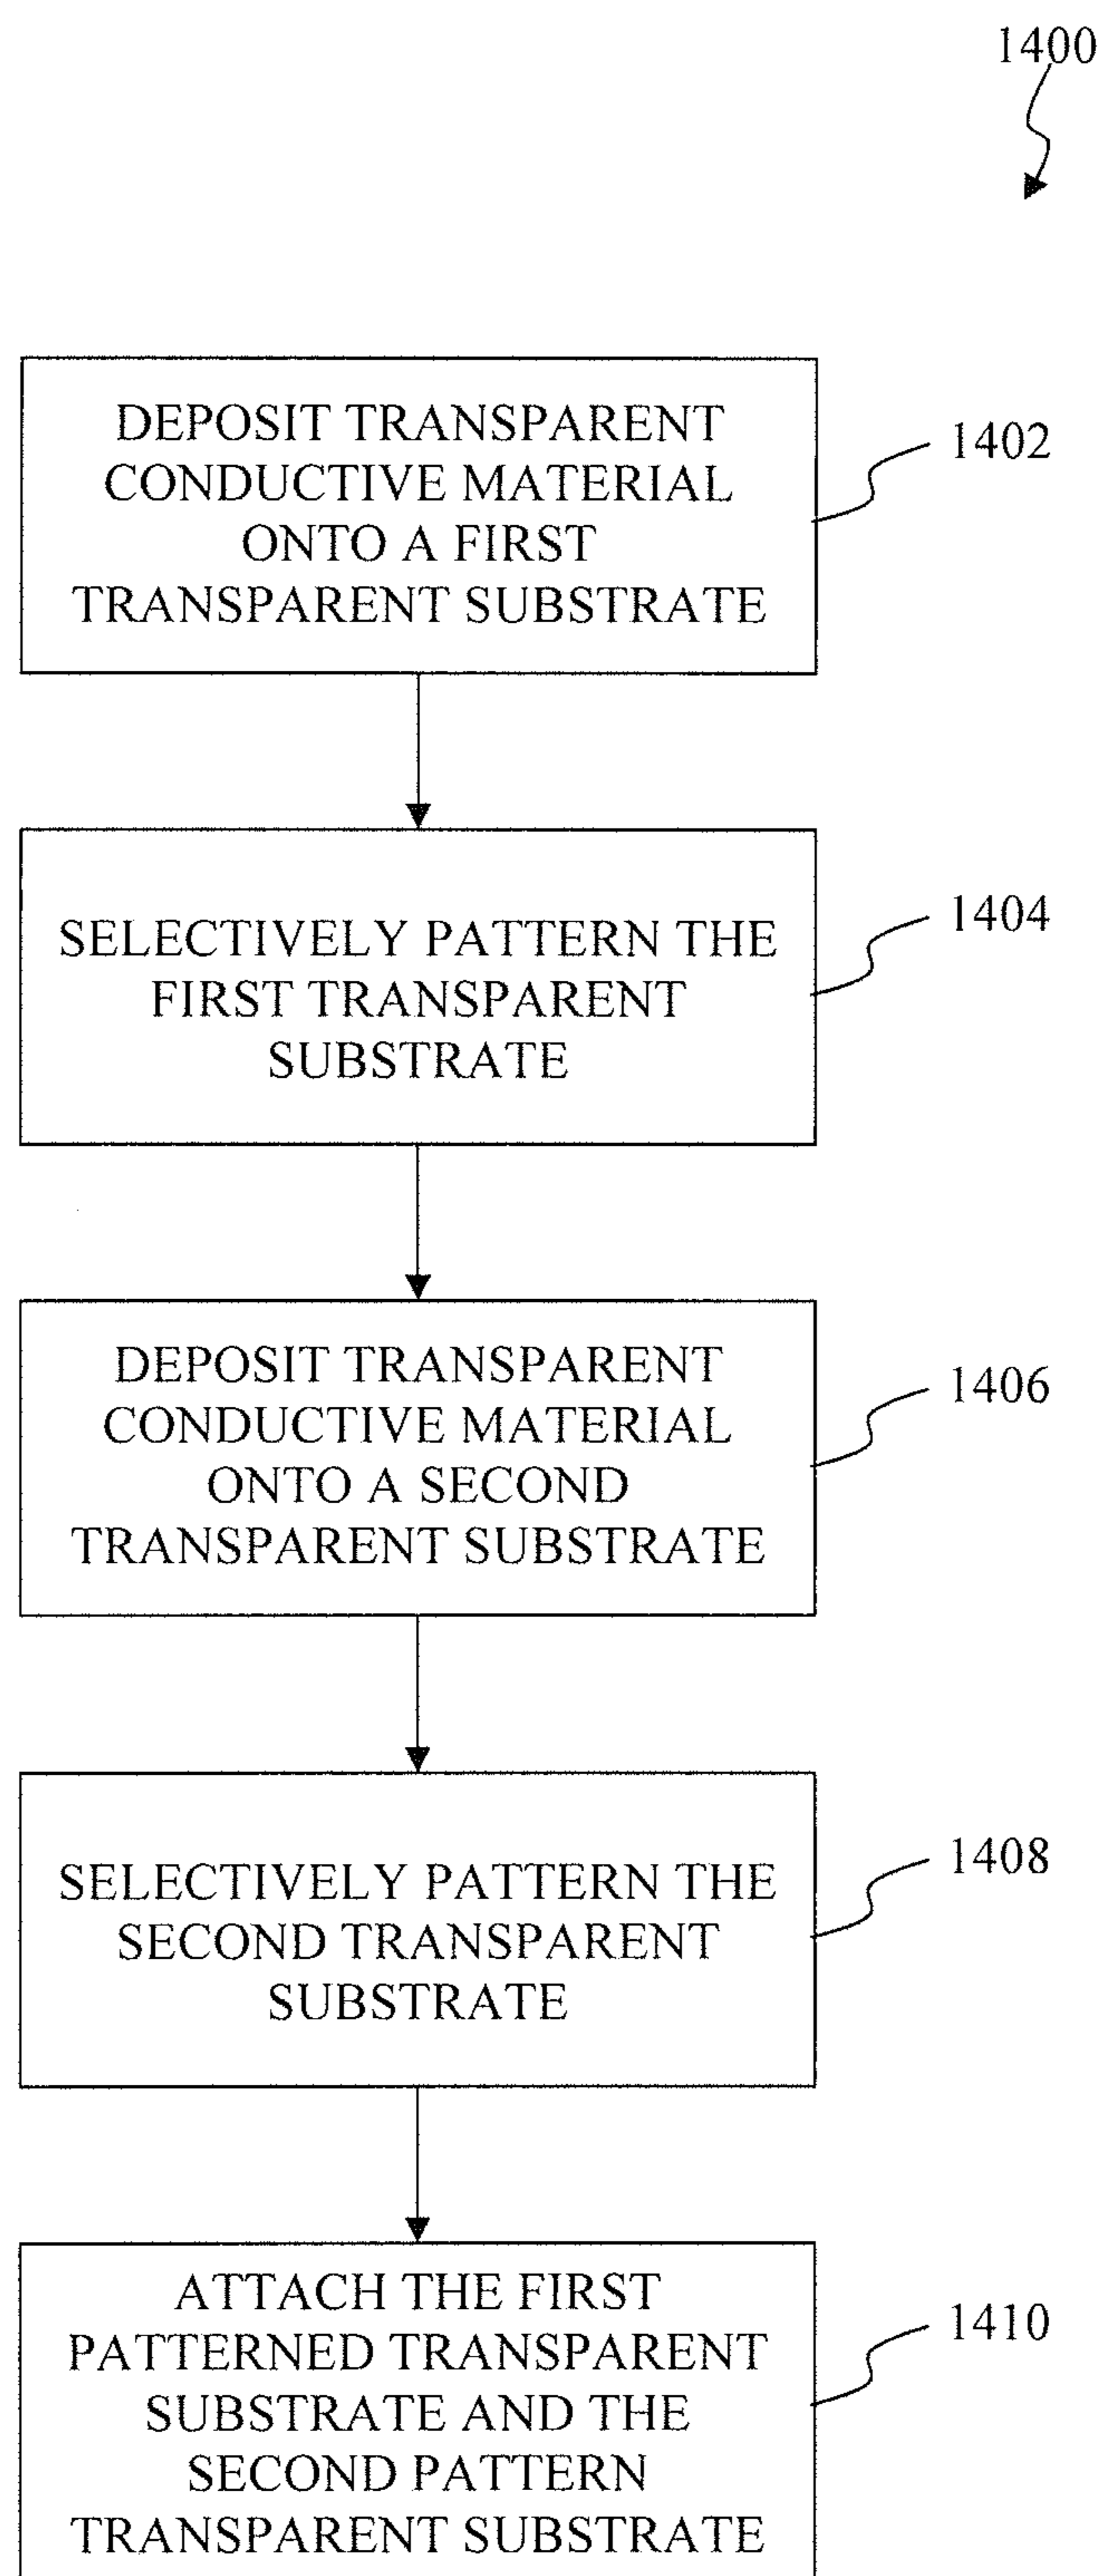 1400
DEPOSIT TRANSPARENT
CONDUCTIVE MATERIAL
ONTO A FIRST
TRANSPARENT SUBSTRATE
1402
SELECTIVELY PATTERN THE
FIRST TRANSPARENT
SUBSTRATE
1404
DEPOSIT TRANSPARENT
CONDUCTIVE MATERIAL
ONTO A SECOND
TRANSPARENT SUBSTRATE
1406
SELECTIVELY PATTERN THE
SECOND TRANSPARENT
SUBSTRATE
1408
ATTACH THE FIRST
PATTERNED TRANSPARENT
SUBSTRATE AND THE
SECOND PATTERN
TRANSPARENT SUBSTRATE
1410